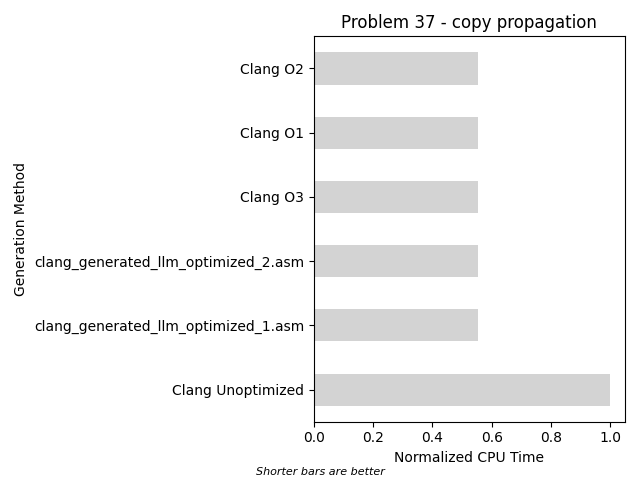 Problem 37 - copy propagation
Clang O2
Clang O1
Clang O3
clang_generated_llm_optimized_2.asm
clang_generated_llm_optimized_1.asm
Clang Unoptimized
Generation Method
0.0 0.2 0.4 0.6 0.8 1.0
Normalized CPU Time
Shorter bars are better